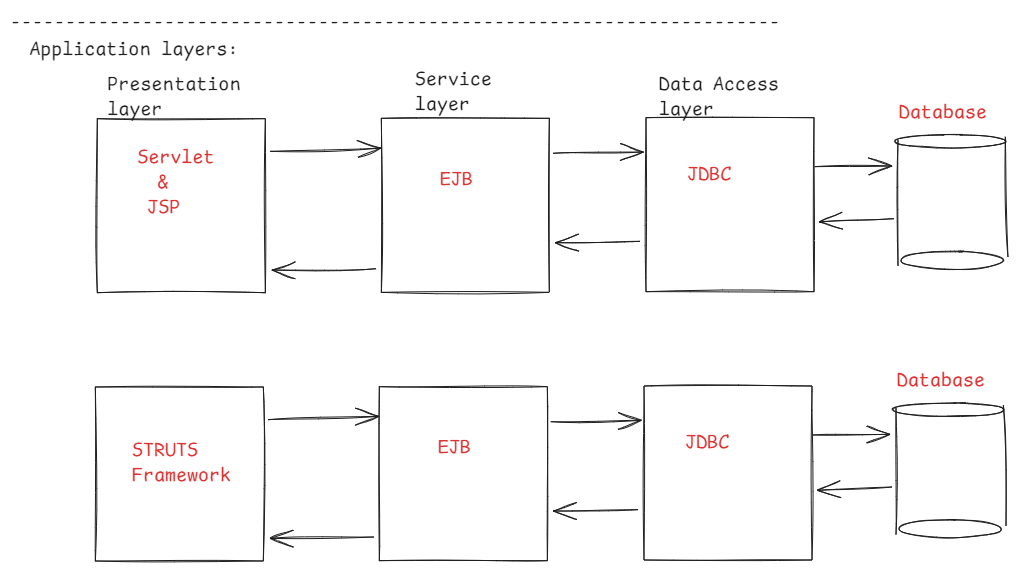 Application layers:
Presentation
layer
Service
layer
Data Access
layer
Database
Servlet
&
JSP
EJB
JDBC
Database
STRUTS
Framework
EJB
JDBC